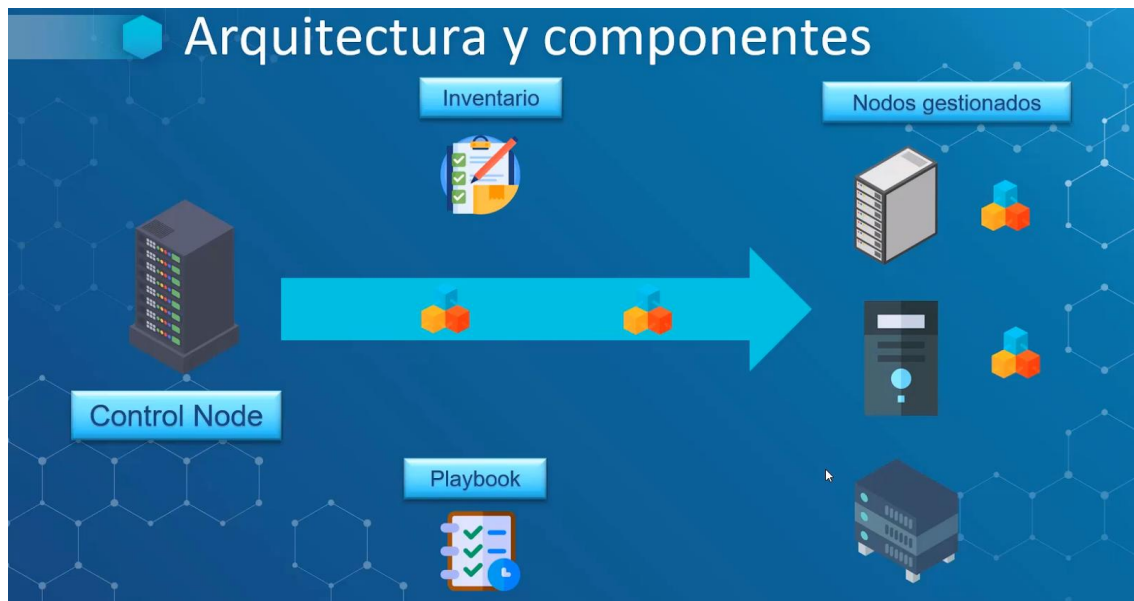 Arquitectura y componentes
Inventario
Nodos gestionados
Control Node
Playbook